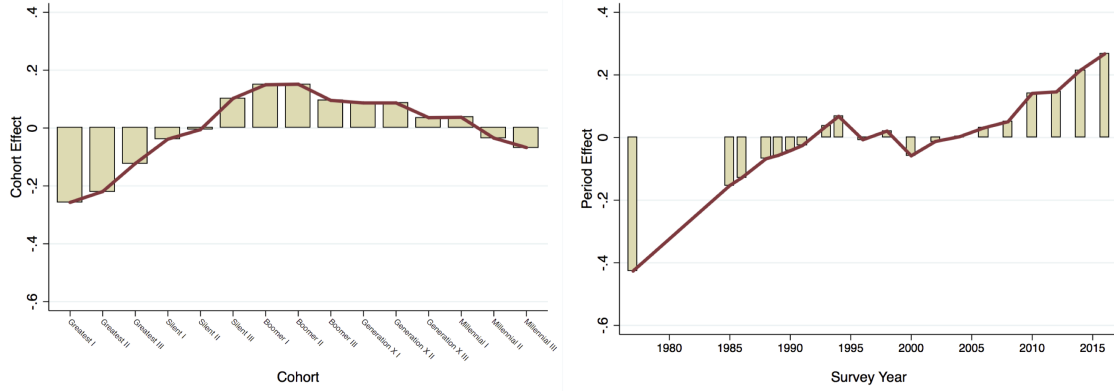 .4
.2
0
-.2
-.4
-.6
Cohort Effect
Greatest I
Greatest II
Greatest III
Silent I
Silent II
Silent III
Boomer I
Boomer II
Boomer III
Generation X I
Generation X II
Generation X III
Millennial I
Millennial II
Millenial III
Cohort
.4
.2
0
-.2
-.4
-.6
Period Effect
1980 1985 1990 1995 2000 2005 2010 2015
Survey Year